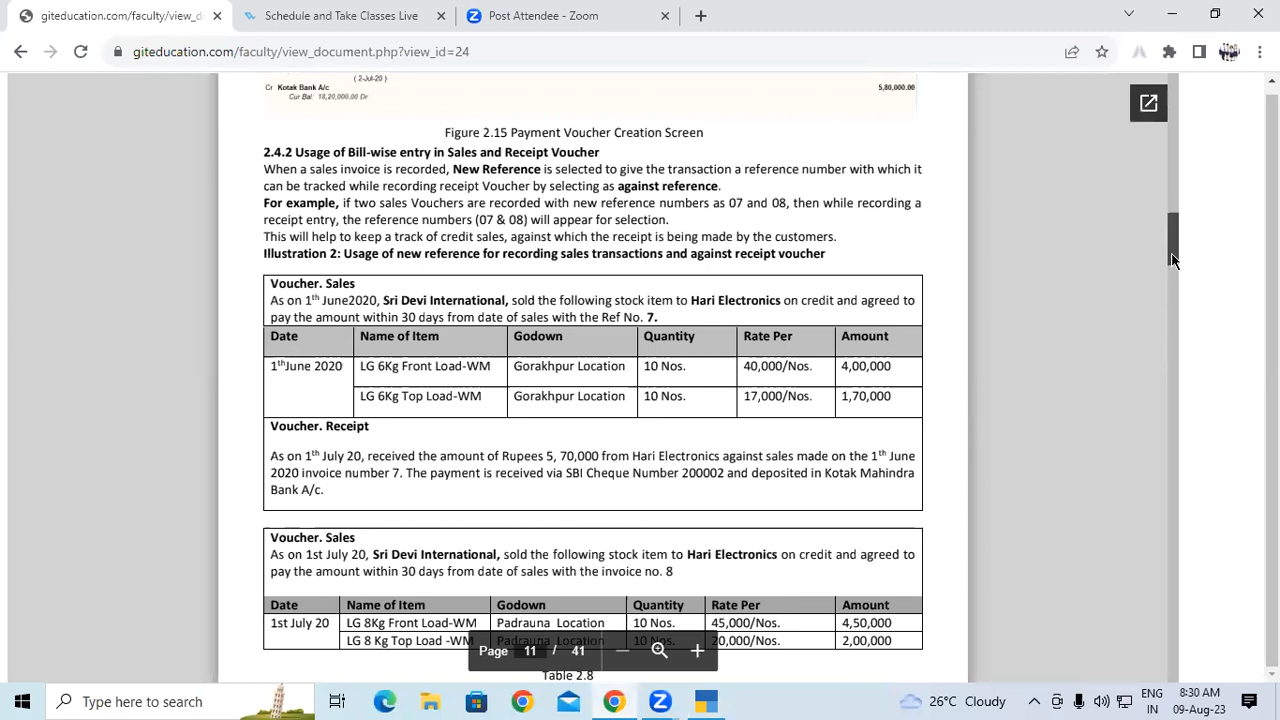 giteducation.com/faculty/view_d
Schedule and Take Classes Live
Post Attendee - Zoom
giteducation.com/faculty/view_document.php?view_id=24
( 2-Jul-20 )
Cr Kotak Bank A/c 5,80,000.00
Cur Bal: 18,20,000.00 Dr
Figure 2.15 Payment Voucher Creation Screen
2.4.2 Usage of Bill-wise entry in Sales and Receipt Voucher
When a sales invoice is recorded, New Reference is selected to give the transaction a reference number with which it
can be tracked while recording receipt Voucher by selecting as against reference.
For example, if two sales Vouchers are recorded with new reference numbers as 07 and 08, then while recording a
receipt entry, the reference numbers (07 & 08) will appear for selection.
This will help to keep a track of credit sales, against which the receipt is being made by the customers.
Illustration 2: Usage of new reference for recording sales transactions and against receipt voucher
Voucher. Sales
As on 1th June2020, Sri Devi International, sold the following stock item to Hari Electronics on credit and agreed to
pay the amount within 30 days from date of sales with the Ref No. 7.
Date Name of Item Godown Quantity Rate Per Amount
1thJune 2020 LG 6Kg Front Load-WM Gorakhpur Location 10 Nos. 40,000/Nos. 4,00,000
LG 6Kg Top Load-WM Gorakhpur Location 10 Nos. 17,000/Nos. 1,70,000
Voucher. Receipt
As on 1th July 20, received the amount of Rupees 5, 70,000 from Hari Electronics against sales made on the 1th June
2020 invoice number 7. The payment is received via SBI Cheque Number 200002 and deposited in Kotak Mahindra
Bank A/c.
Voucher. Sales
As on 1st July 20, Sri Devi International, sold the following stock item to Hari Electronics on credit and agreed to
pay the amount within 30 days from date of sales with the invoice no. 8
Date Name of Item Godown Quantity Rate Per Amount
1st July 20 LG 8Kg Front Load-WM Padrauna Location 10 Nos. 45,000/Nos. 4,50,000
LG 8 Kg Top Load -WM Padrauna Location 10 Nos. 20,000/Nos. 2,00,000
Page 11 / 41
Table 2.8
Type here to search
26°C Cloudy
ENG
IN
8:30 AM
09-Aug-23